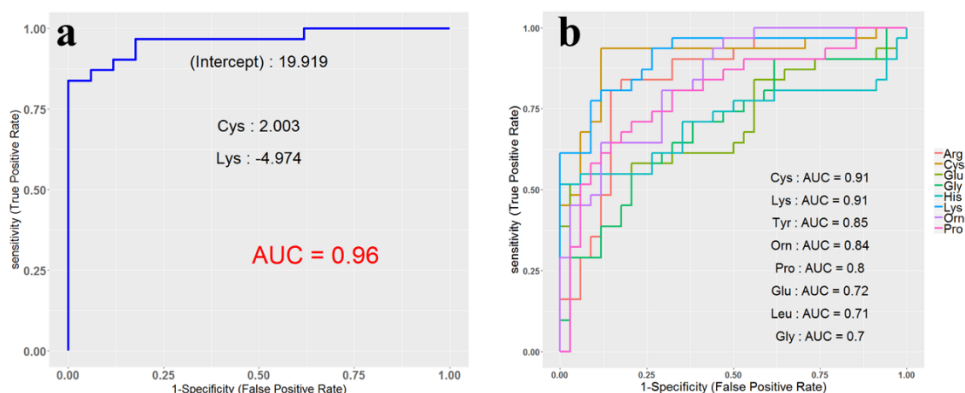 a
sensitivity (True Positive Rate)
1.00
0.75
0.50
0.25
0.00
(Intercept) : 19.919
Cys : 2.003
Lys : -4.974
AUC = 0.96
0.00 0.25 0.50 0.75 1.00
1-Specificity (False Positive Rate)
b
sensitivity (True Positive Rate)
1.00
0.75
0.50
0.25
0.00
Cys : AUC = 0.91
Lys : AUC = 0.91
Tyr : AUC = 0.85
Orn : AUC = 0.84
Pro : AUC = 0.8
Glu : AUC = 0.72
Leu : AUC = 0.71
Gly : AUC = 0.7
0.00 0.25 0.50 0.75 1.00
1-Specificity (False Positive Rate)
Arg
Cys
Glu
Gly
His
Lys
Orn
Pro